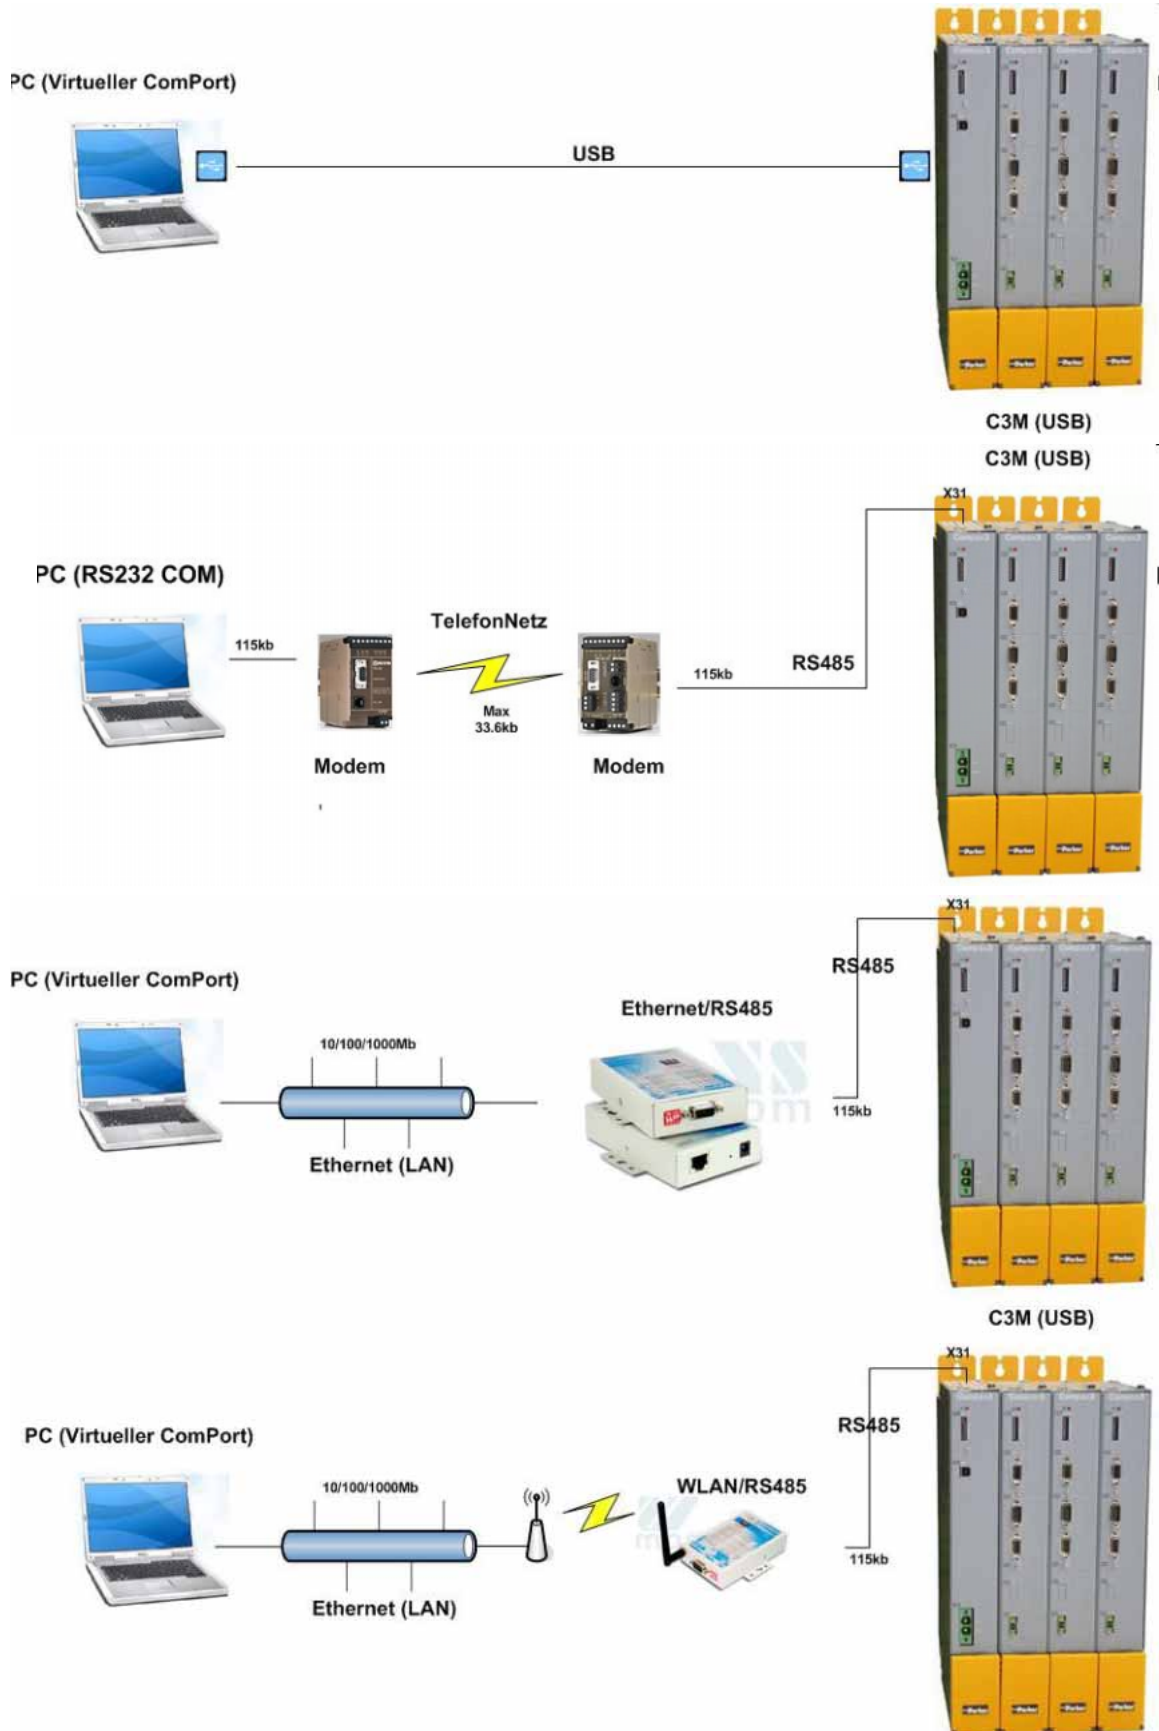 PC (Virtueller ComPort)
USB
C3M (USB)
C3M (USB)
X31
PC (RS232 COM)
115kb
TelefonNetz
Max
33.6kb
115kb
RS485
Modem
Modem
X31
RS485
PC (Virtueller ComPort)
Ethernet/RS485
10/100/1000Mb
115kb
Ethernet (LAN)
C3M (USB)
X31
RS485
PC (Virtueller ComPort)
WLAN/RS485
10/100/1000Mb
115kb
Ethernet (LAN)